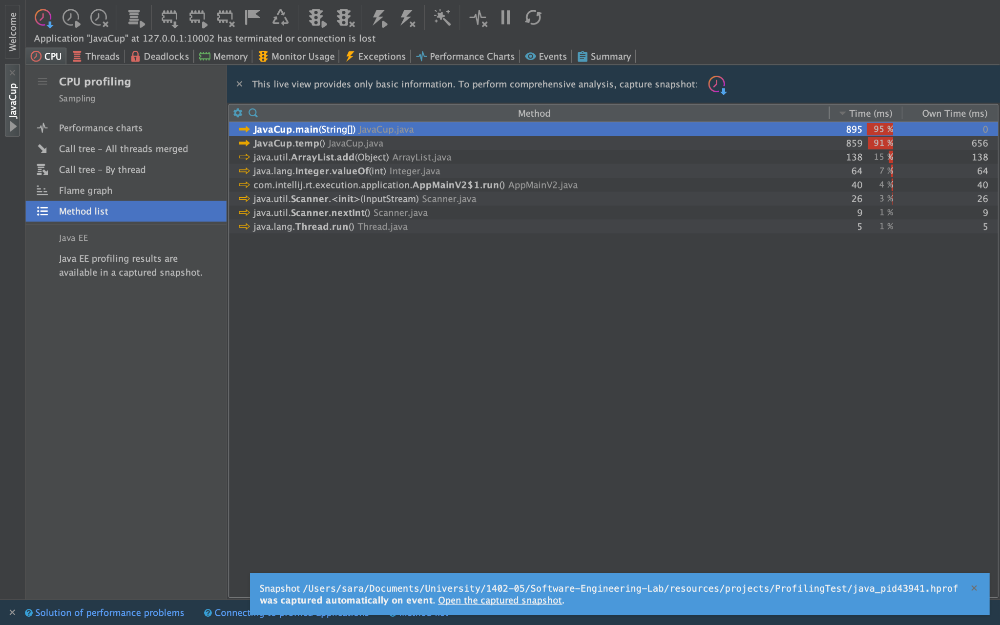 Welcome
JavaCup
Application "JavaCup" at 127.0.0.1:10002 has terminated or connection is lost
CPU Threads Deadlocks Memory Monitor Usage Exceptions Performance Charts Events Summary
CPU profiling
Sampling
Performance charts
Call tree – All threads merged
Call tree – By thread
Flame graph
Method list
Java EE
Java EE profiling results are
available in a captured snapshot.
This live view provides only basic information. To perform comprehensive analysis, capture snapshot:
Method Time (ms) Own Time (ms)
JavaCup.main(String[]) JavaCup.java 895 95 % 0
JavaCup.temp() JavaCup.java 859 91 % 656
java.util.ArrayList.add(Object) ArrayList.java 138 15 % 138
java.lang.Integer.valueOf(int) Integer.java 64 7 % 64
com.intellij.rt.execution.application.AppMainV2$1.run() AppMainV2.java 40 4 % 40
java.util.Scanner.<init>(InputStream) Scanner.java 26 3 % 26
java.util.Scanner.nextInt() Scanner.java 9 1 % 9
java.lang.Thread.run() Thread.java 5 1 % 5
Snapshot /Users/sara/Documents/University/1402-05/Software-Engineering-Lab/resources/projects/ProfilingTest/java_pid43941.hprof
was captured automatically on event. Open the captured snapshot.
Solution of performance problems